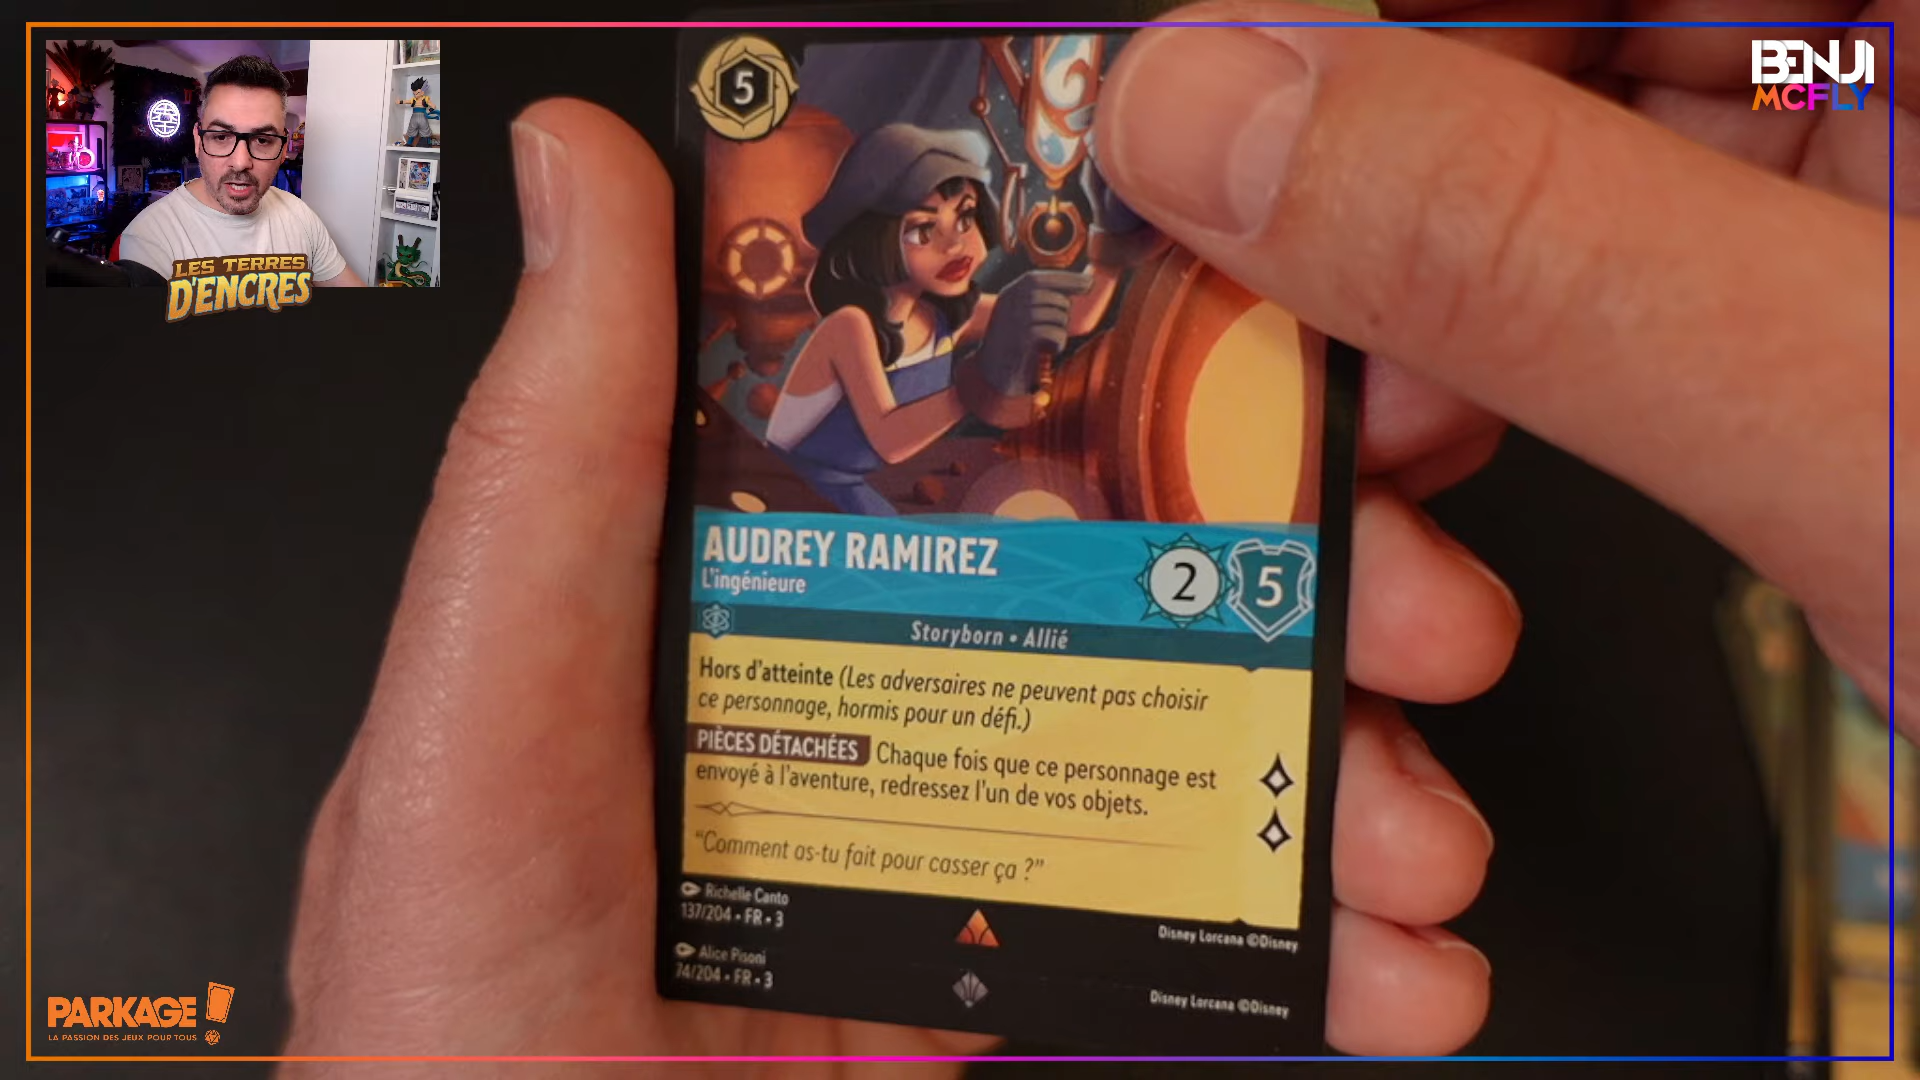 BENJI
MCFLY
LES TERRES
D'ENCRES
5
AUDREY RAMIREZ
L'ingénieure
2
5
Storyborn • Allié
Hors d'atteinte (Les adversaires ne peuvent pas choisir
ce personnage, hormis pour un défi.)
PIÈCES DÉTACHÉES Chaque fois que ce personnage est
envoyé à l'aventure, redressez l'un de vos objets.
"Comment as-tu fait pour casser ça ?"
Richelle Canto
137/204 • FR • 3
Disney Lorcana ©Disney
Alice Pisoni
74/204 • FR • 3
Disney Lorcana ©Disney
PARKAGE
LA PASSION DES JEUX POUR TOUS